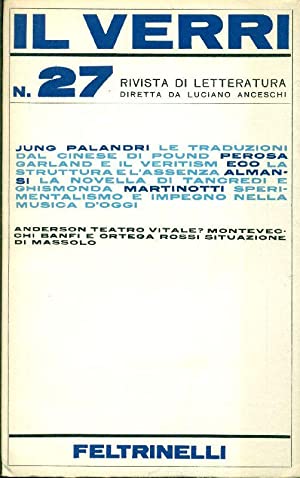 IL VERRI
N. 27 RIVISTA DI LETTERATURA
DIRETTA DA LUCIANO ANCESCHI
JUNG PALANDRI LE TRADUZIONI
DAL CINESE DI POUND PEROSA
GARLAND E IL VERITISM ECO LA
STRUTTURA E L'ASSENZA ALMAN-
SI LA NOVELLA DI TANCREDI E
GHISMONDA MARTINOTTI SPERI-
MENTALISMO E IMPEGNO NELLA
MUSICA D'OGGI
ANDERSON TEATRO VITALE? MONTEVEC-
CHI BANFI E ORTEGA ROSSI SITUAZIONE
DI MASSOLO
FELTRINELLI